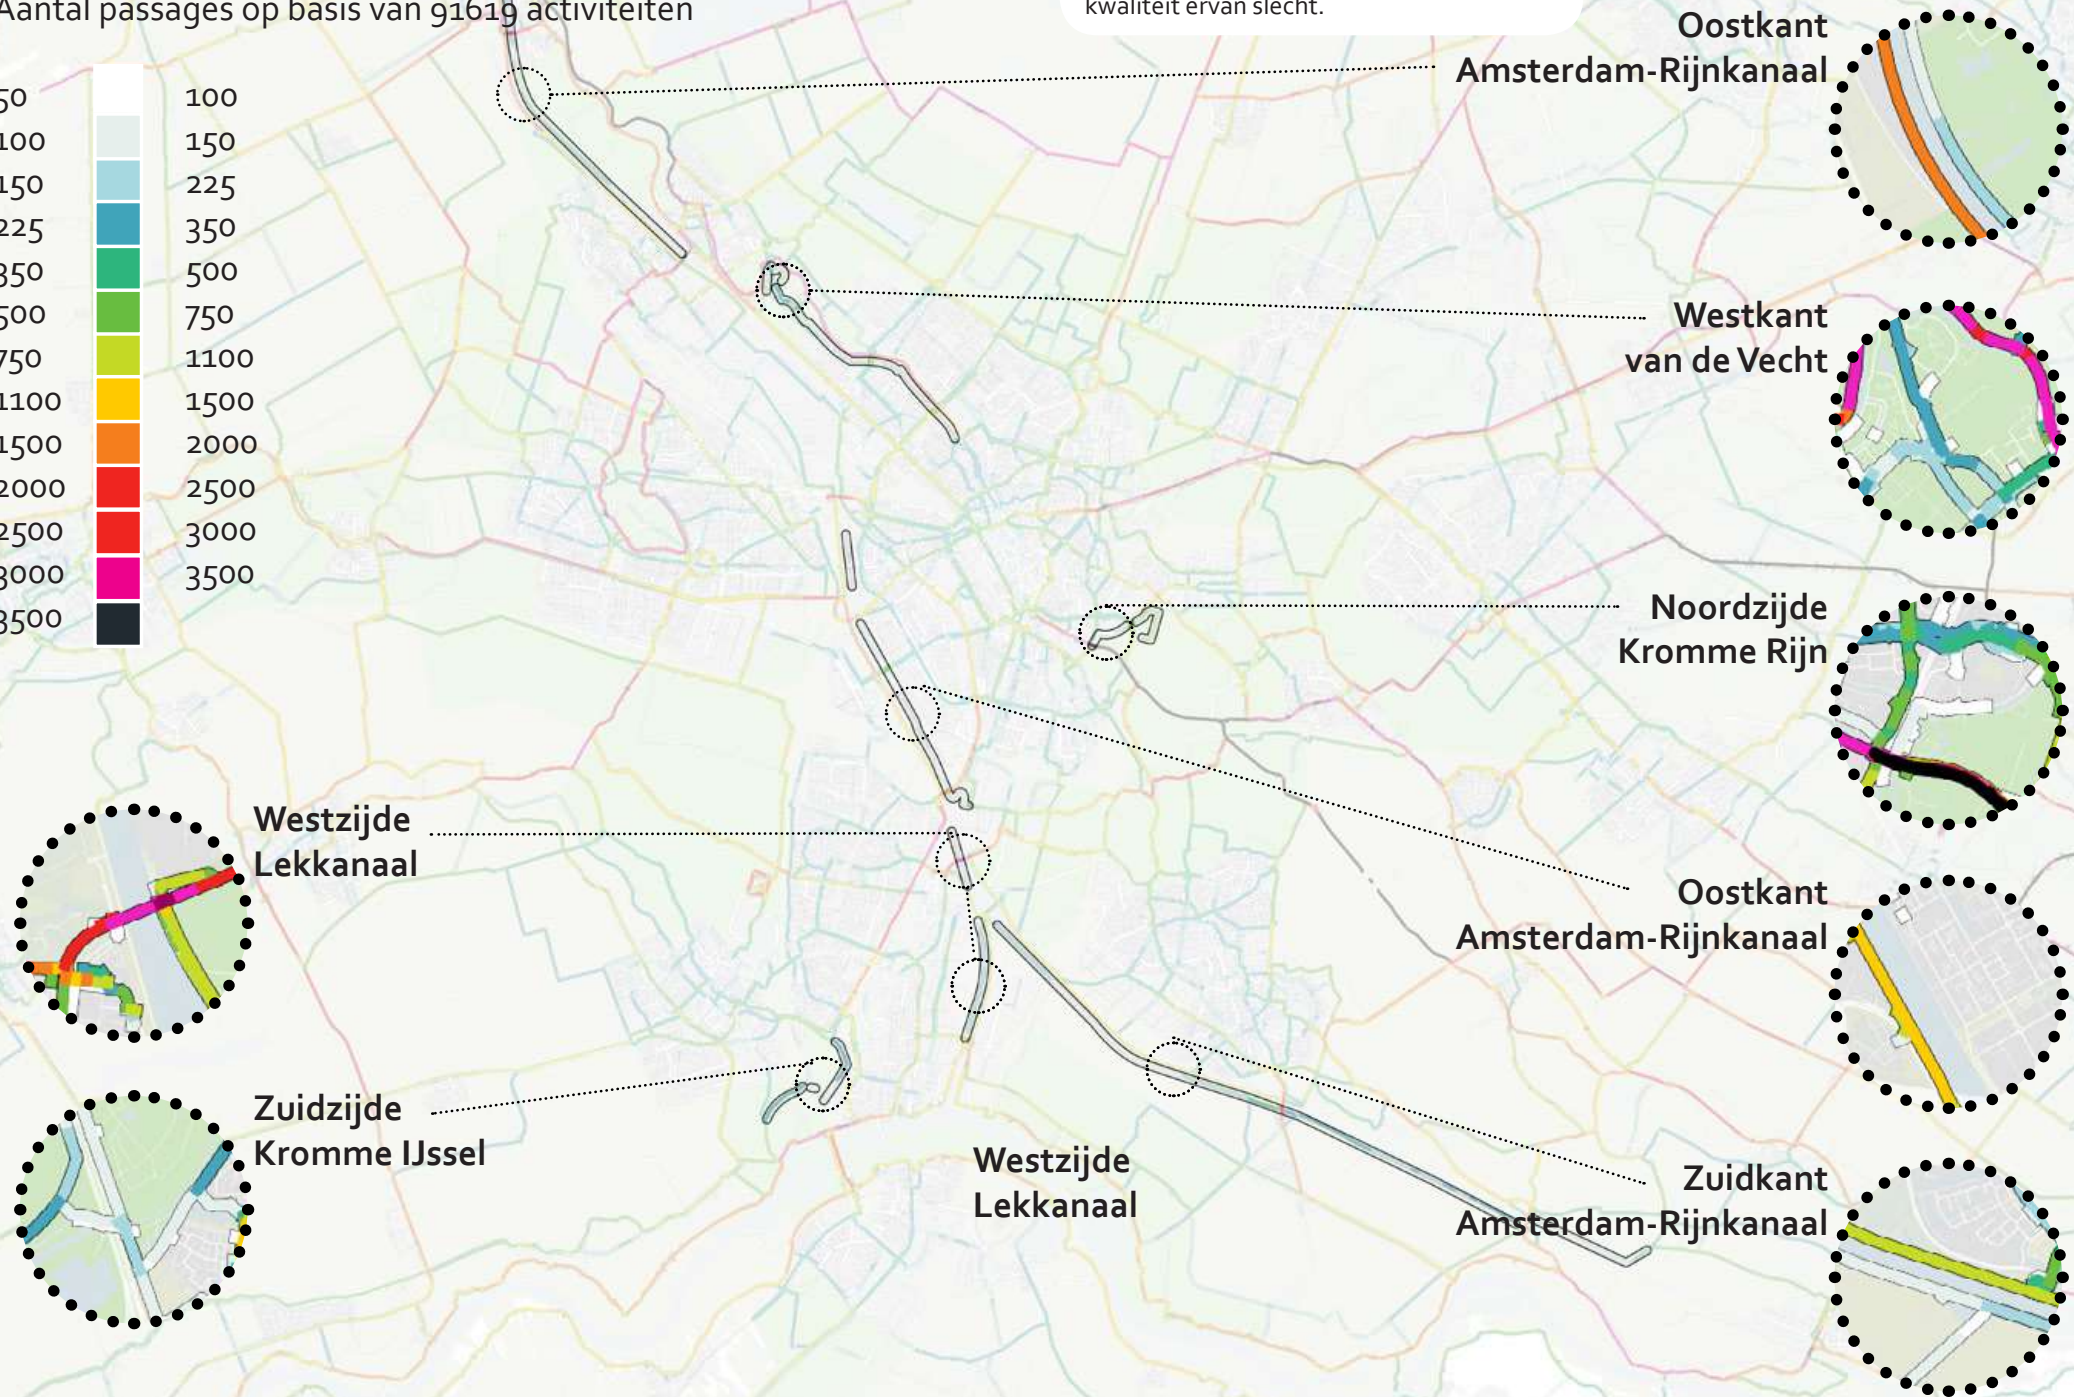 Aantal passages op basis van 91619 activiteiten
kwaliteit ervan slecht.
50 100
100 150
150 225
225 350
350 500
500 750
750 1100
1100 1500
1500 2000
2000 2500
2500 3000
3000 3500
3500
Oostkant
Amsterdam-Rijnkanaal
Westkant
van de Vecht
Noordzijde
Kromme Rijn
Westzijde
Lekkanaal
Oostkant
Amsterdam-Rijnkanaal
Zuidzijde
Kromme IJssel
Westzijde
Lekkanaal
Zuidkant
Amsterdam-Rijnkanaal